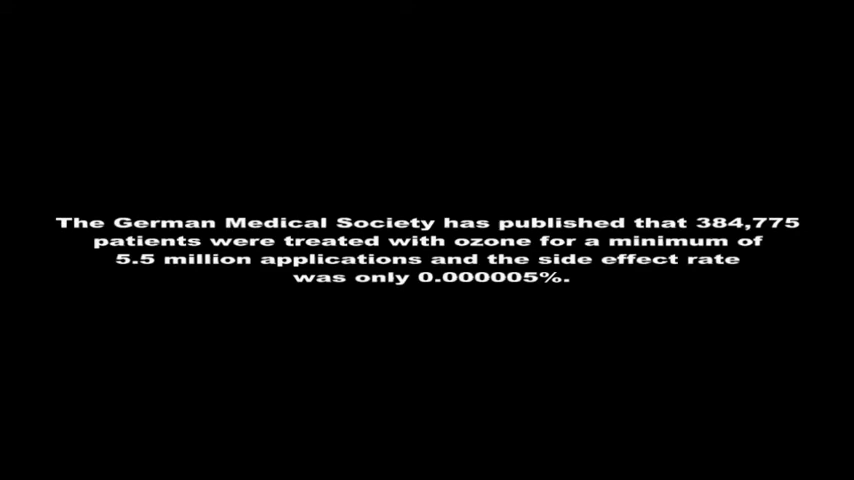 The German Medical Society has published that 384,775
patients were treated with ozone for a minimum of
5.5 million applications and the side effect rate
was only 0.000005%.